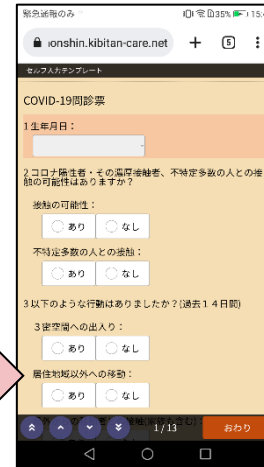 緊急通報のみ 35% 15:4
ionshin.kibitan-care.net + 5
セルフ入力テンプレート
COVID-19問診票
1 生年月日：
2 コロナ陽性者・その濃厚接触者、不特定多数の人との接
触の可能性はありますか？
接触の可能性：
あり なし
不特定多数の人との接触：
あり なし
3 以下のような行動はありましたか？(過去１４日間)
３密空間への出入り：
あり なし
居住地域以外への移動：
あり なし
1/13 おわり